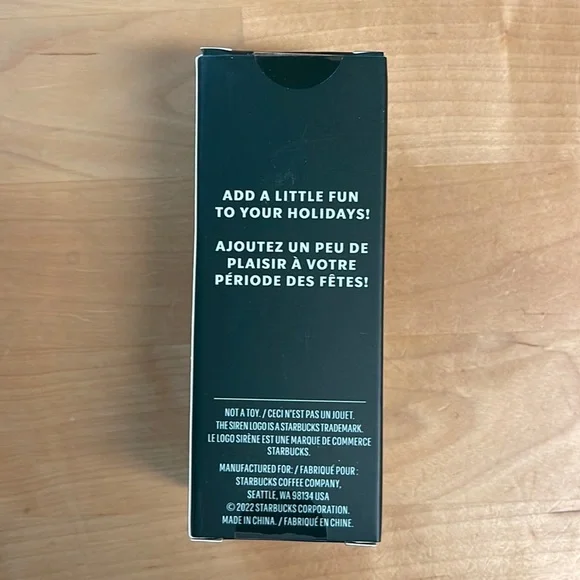 ADD A LITTLE FUN
TO YOUR HOLIDAYS!
AJOUTEZ UN PEU DE
PLAISIR À VOTRE
PÉRIODE DES FÊTES!
NOT A TOY. / CECI N'EST PAS UN JOUET.
THE SIREN LOGO IS A STARBUCKS TRADEMARK.
LE LOGO SIRÈNE EST UNE MARQUE DE COMMERCE
STARBUCKS.
MANUFACTURED FOR: / FABRIQUÉ POUR :
STARBUCKS COFFEE COMPANY,
SEATTLE, WA 98134 USA
© 2022 STARBUCKS CORPORATION.
MADE IN CHINA. / FABRIQUÉ EN CHINE.